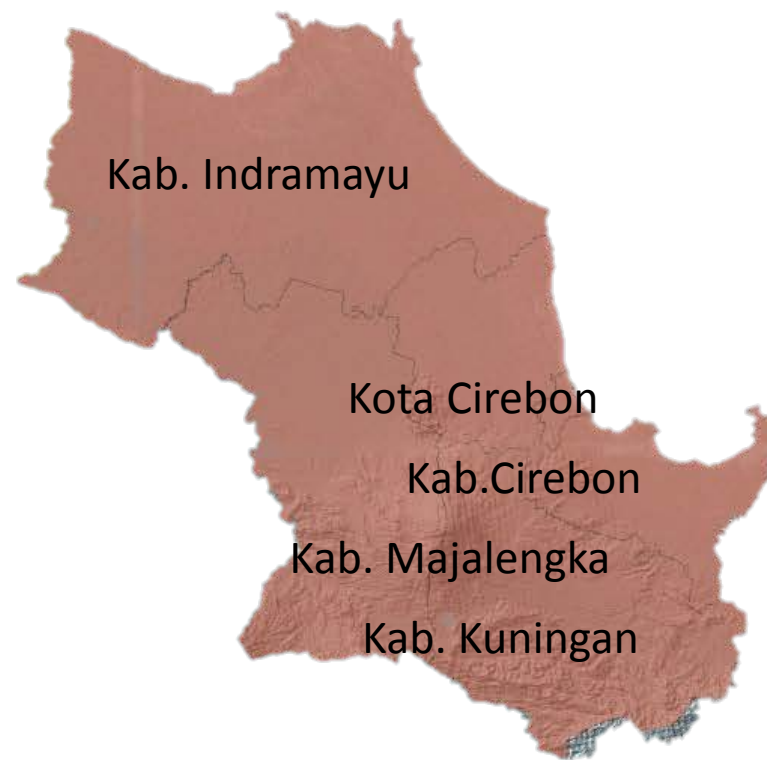 Kab. Indramayu
Kota Cirebon
Kab.Cirebon
Kab. Majalengka
Kab. Kuningan